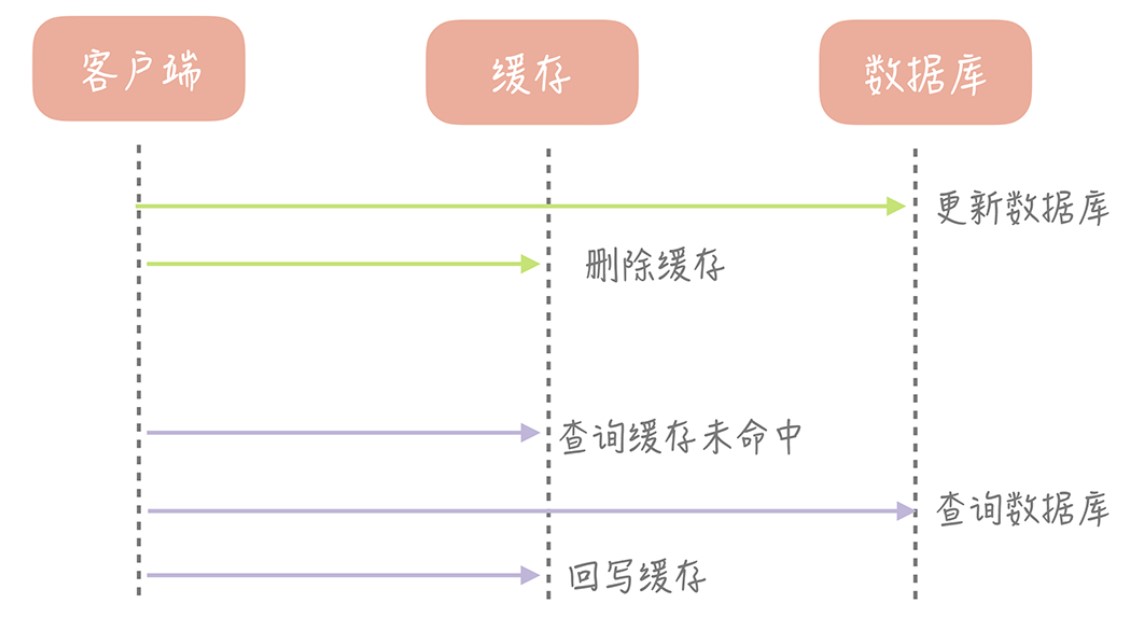 客户端
缓存
数据库
更新数据库
删除缓存
查询缓存未命中
查询数据库
回写缓存